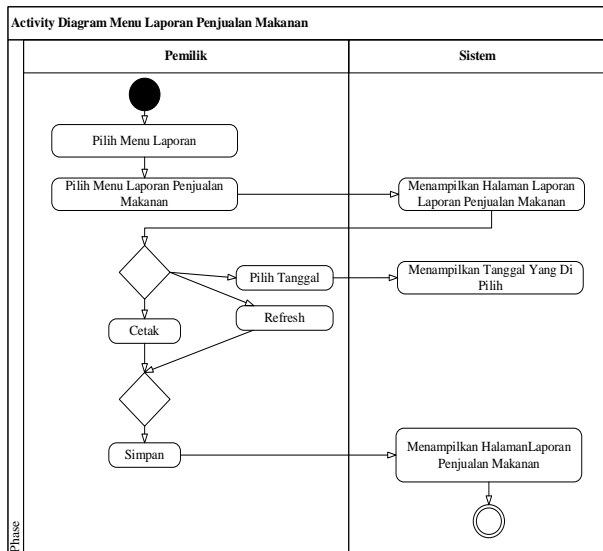 Activity Diagram Menu Laporan Penjualan Makanan
Pemilik
Sistem
Pilih Menu Laporan
Pilih Menu Laporan Penjualan
Makanan
Menampilkan Halaman Laporan
Laporan Penjualan Makanan
Pilih Tanggal
Menampilkan Tanggal Yang Di
Pilih
Cetak
Refresh
Simpan
Menampilkan HalamanLaporan
Penjualan Makanan
Phase